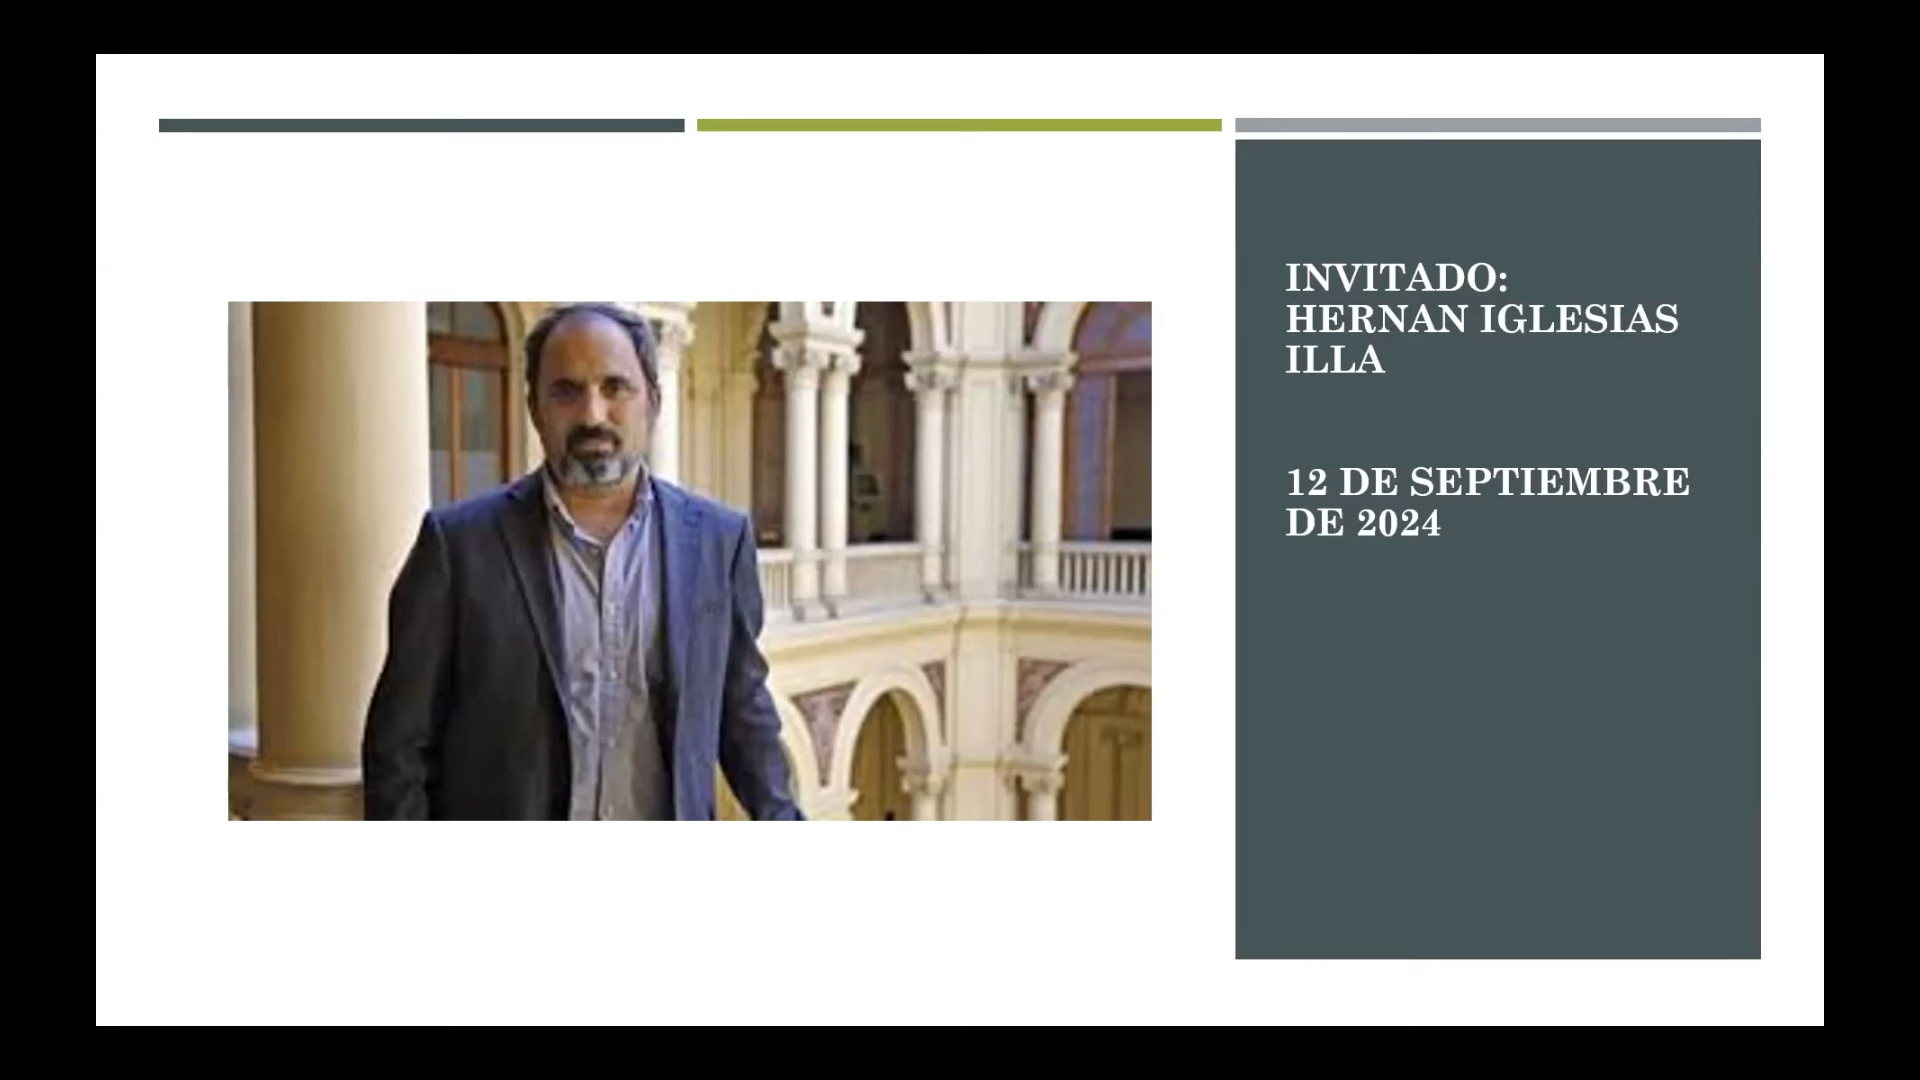 INVITADO:
HERNAN IGLESIAS
ILLA
12 DE SEPTIEMBRE
DE 2024